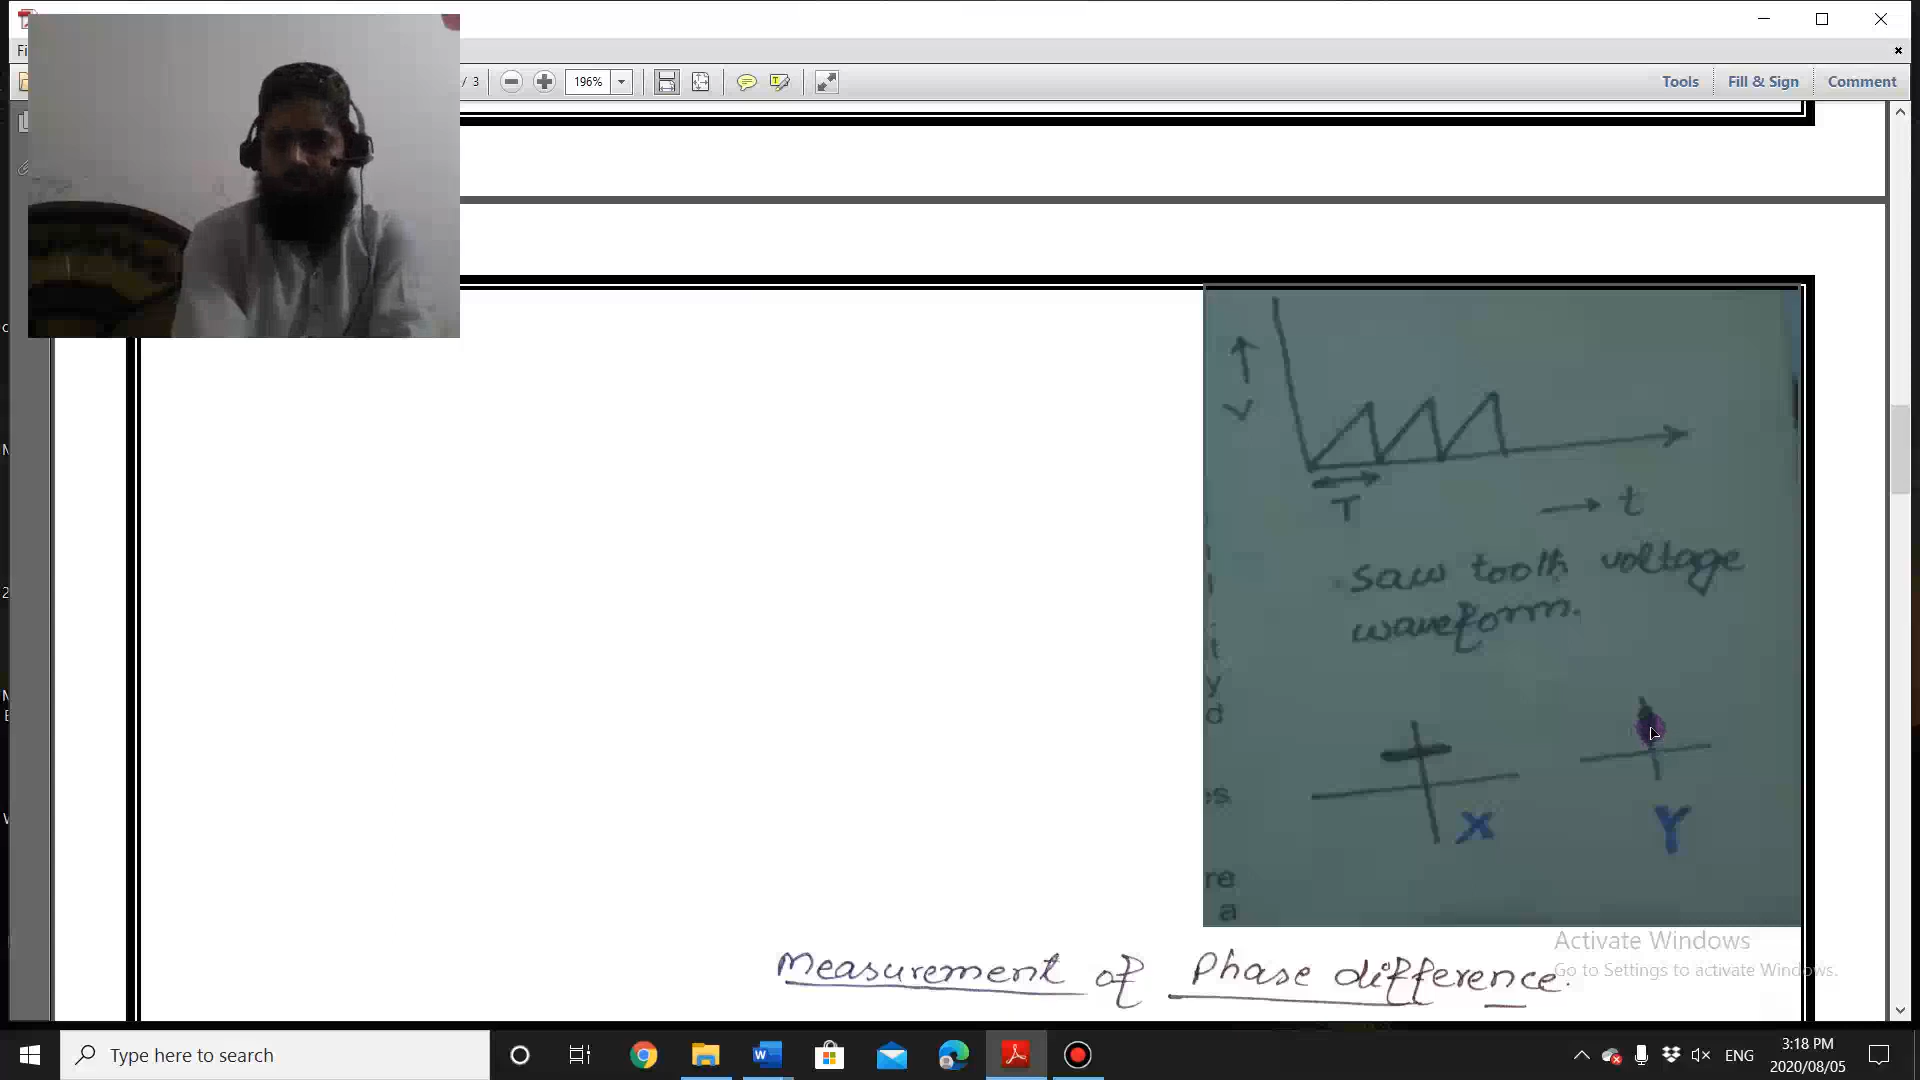 Fi
/ 3
196%
Tools
Fill & Sign
Comment
V
T
t
saw tooth voltage
waveform.
i
t
y
d
es
X
Y
re
a
Measurement of Phase difference.
Activate Windows
Go to Settings to activate Windows.
Type here to search
ENG
3:18 PM
2020/08/05